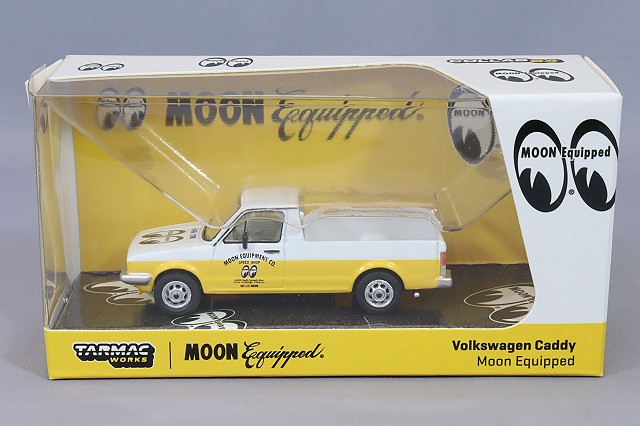 MOON Equipped®
MOON Equipped
MOON EQUIPMENT CO.
SPEED SHOP
TARMAC
WORKS
MOON Equipped®
Volkswagen Caddy
Moon Equipped